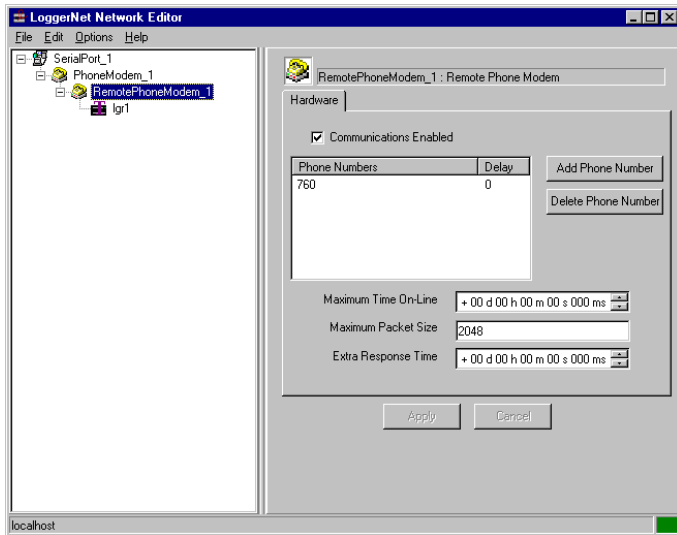 LoggerNet Network Editor
File Edit Options Help
SerialPort_1
PhoneModem_1
RemotePhoneModem_1
lgr1
RemotePhoneModem_1 : Remote Phone Modem
Hardware
Communications Enabled
Phone Numbers Delay
760 0
Add Phone Number
Delete Phone Number
Maximum Time On-Line + 00 d 00 h 00 m 00 s 000 ms
Maximum Packet Size 2048
Extra Response Time + 00 d 00 h 00 m 00 s 000 ms
Apply Cancel
localhost